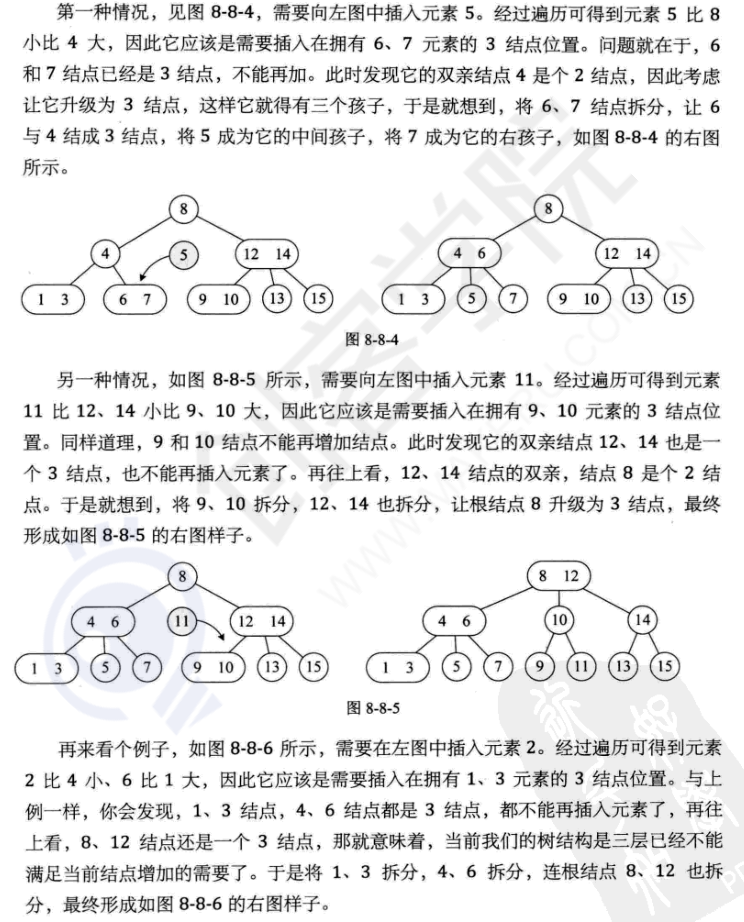 第一种情况，见图 8-8-4，需要向左图中插入元素 5。经过遍历可得到元素 5 比 8
小比 4 大，因此它应该是需要插入在拥有 6、7 元素的 3 结点位置。问题就在于，6
和 7 结点已经是 3 结点，不能再加。此时发现它的双亲结点 4 是个 2 结点，因此考虑
让它升级为 3 结点，这样它就得有三个孩子，于是就想到，将 6、7 结点拆分，让 6
与 4 结成 3 结点，将 5 成为它的中间孩子，将 7 成为它的右孩子，如图 8-8-4 的右图
所示。
8 8
4 5 12 14 4 6 12 14
1 3 6 7 9 10 13 15 1 3 5 7 9 10 13 15
图 8-8-4
另一种情况，如图 8-8-5 所示，需要向左图中插入元素 11。经过遍历可得到元素
11 比 12、14 小比 9、10 大，因此它应该是需要插入在拥有 9、10 元素的 3 结点位
置。同样道理，9 和 10 结点不能再增加结点。此时发现它的双亲结点 12、14 也是一
个 3 结点，也不能再插入元素了。再往上看，12、14 结点的双亲，结点 8 是个 2 结
点。于是就想到，将 9、10 拆分，12、14 也拆分，让根结点 8 升级为 3 结点，最终
形成如图 8-8-5 的右图样子。
8 8 12
4 6 11 12 14 4 6 10 14
1 3 5 7 9 10 13 15 1 3 5 7 9 11 13 15
图 8-8-5
再来看个例子，如图 8-8-6 所示，需要在左图中插入元素 2。经过遍历可得到元素
2 比 4 小、6 比 1 大，因此它应该是需要插入在拥有 1、3 元素的 3 结点位置。与上
例一样，你会发现，1、3 结点，4、6 结点都是 3 结点，都不能再插入元素了，再往
上看，8、12 结点还是一个 3 结点，那就意味着，当前我们的树结构是三层已经不能
满足当前结点增加的需要了。于是将 1、3 拆分，4、6 拆分，连根结点 8、12 也拆
分，最终形成如图 8-8-6 的右图样子。
创客学院